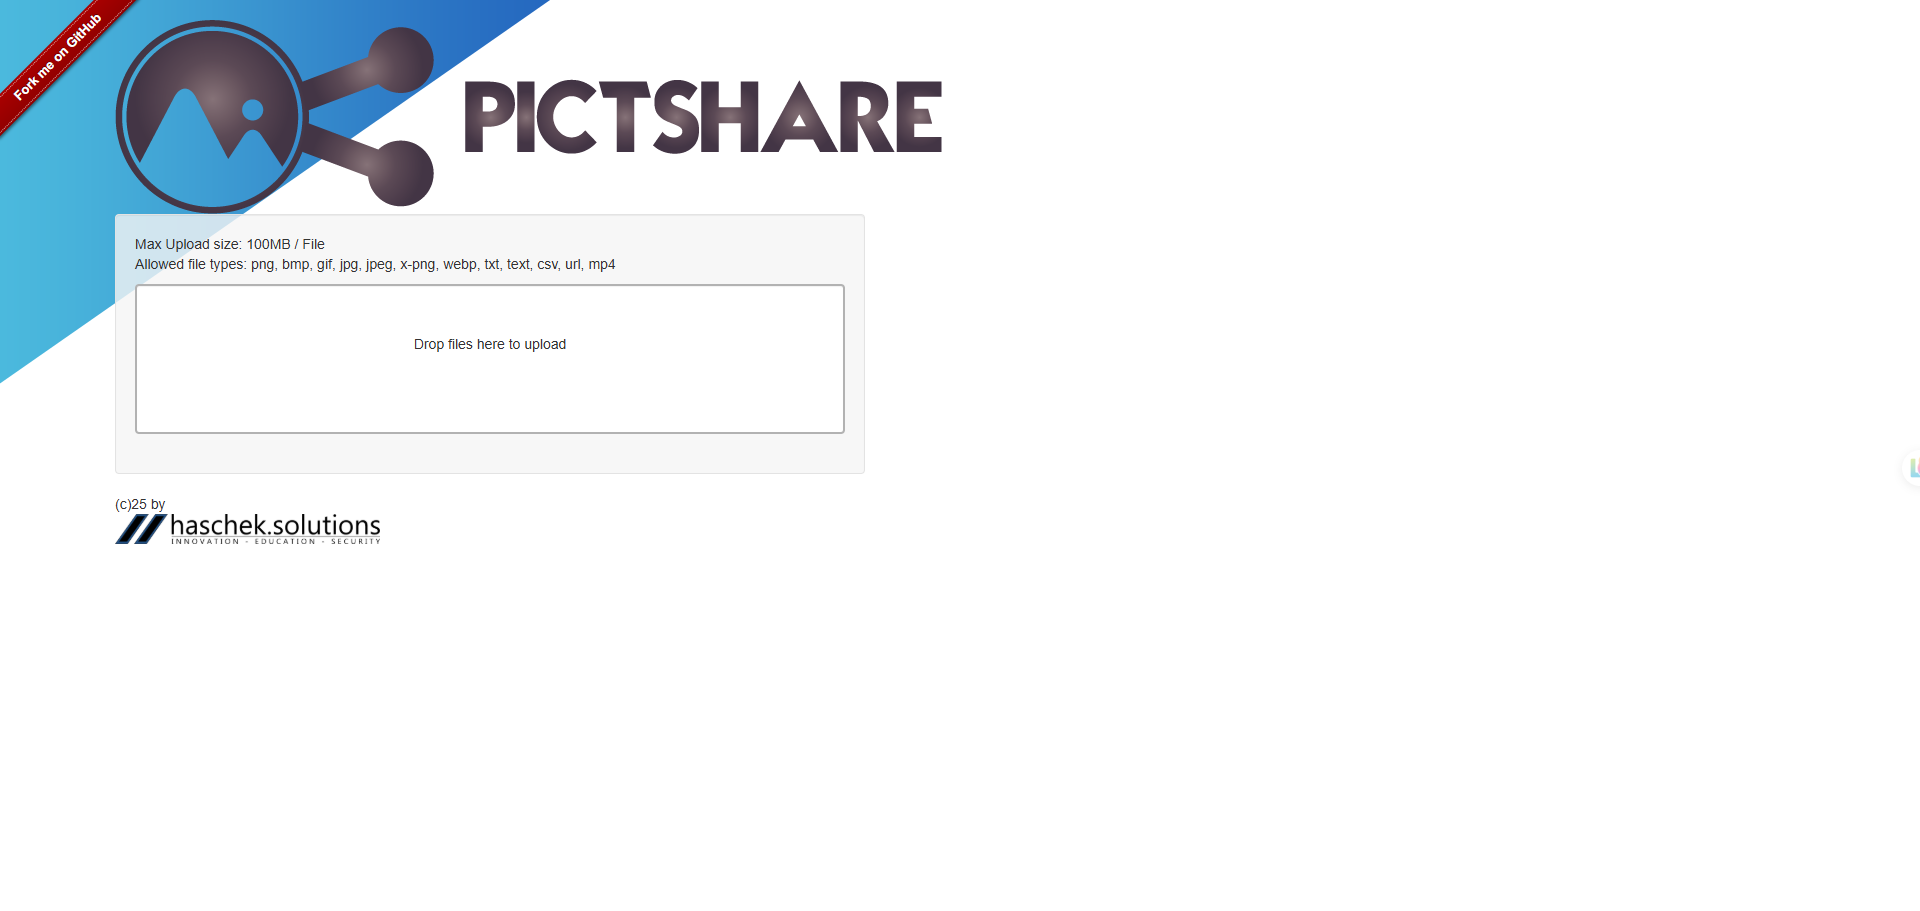 Fork me on GitHub
PICTSHARE
Max Upload size: 100MB / File
Allowed file types: png, bmp, gif, jpg, jpeg, x-png, webp, txt, text, csv, url, mp4
Drop files here to upload
(c)25 by
haschek.solutions
INNOVATION - EDUCATION - SECURITY